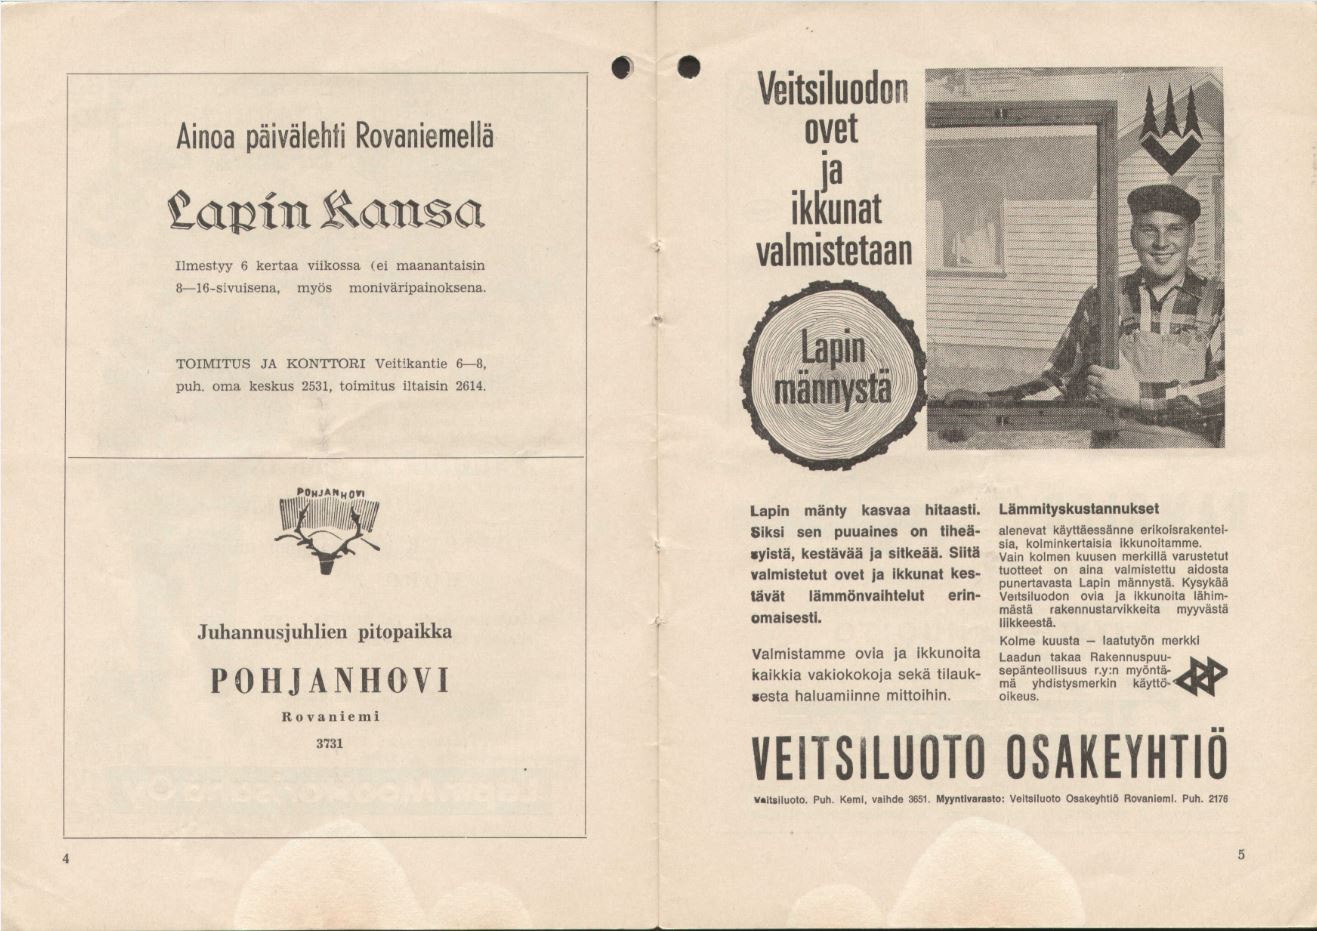 Ainoa päivälehti Rovaniemellä
Lapin Kansa
Ilmestyy 6 kertaa viikossa (ei maanantaisin
8—16-sivuisena, myös moniväripainoksena.
TOIMITUS JA KONTTORI Veitikantie 6—8,
puh. oma keskus 2531, toimitus iltaisin 2614.
POHJANHOVI
Juhannusjuhlien pitopaikka
POHJANHOVI
Rovaniemi
3731
4
Veitsiluodon
ovet
ja
ikkunat
valmistetaan
Lapin
männystä
Lapin mänty kasvaa hitaasti.
Siksi sen puuaines on tiheä-
syistä, kestävää ja sitkeää. Siitä
valmistetut ovet ja ikkunat kes-
tävät lämmönvaihtelut erin-
omaisesti.
Valmistamme ovia ja ikkunoita
kaikkia vakiokokoja sekä tilauk-
sesta haluamiinne mittoihin.
Lämmityskustannukset
alenevat käyttäessänne erikoisrakentei-
sia, kolminkertaisia ikkunoitamme.
Vain kolmen kuusen merkillä varustetut
tuotteet on aina valmistettu aidosta
punertavasta Lapin männystä. Kysykää
Veitsiluodon ovia ja ikkunoita lähim-
mästä rakennustarvikkeita myyvästä
liikkeestä.
Kolme kuusta — laatutyön merkki
Laadun takaa Rakennuspuu-
sepänteollisuus r.y:n myöntä-
mä yhdistysmerkin käyttö-
oikeus.
VEITSILUOTO OSAKEYHTIÖ
Veitsiluoto. Puh. Kemi, vaihde 3651. Myyntivarasto: Veitsiluoto Osakeyhtiö Rovaniemi. Puh. 2176
5